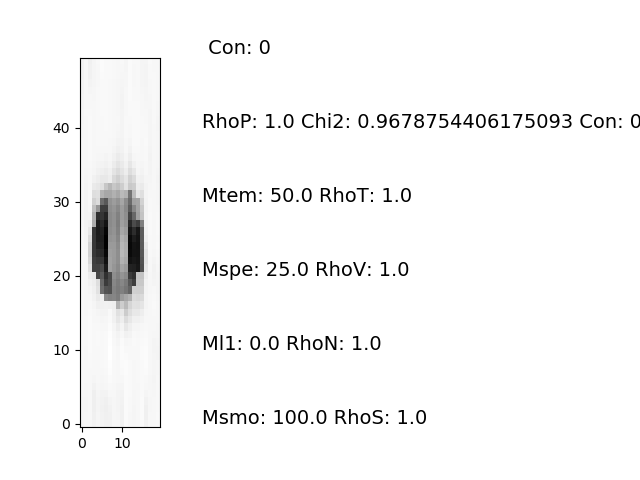 Con: 0
RhoP: 1.0 Chi2: 0.9678754406175093 Con: 0
Mtem: 50.0 RhoT: 1.0
Mspe: 25.0 RhoV: 1.0
Ml1: 0.0 RhoN: 1.0
Msmo: 100.0 RhoS: 1.0
40
30
20
10
0
0 10